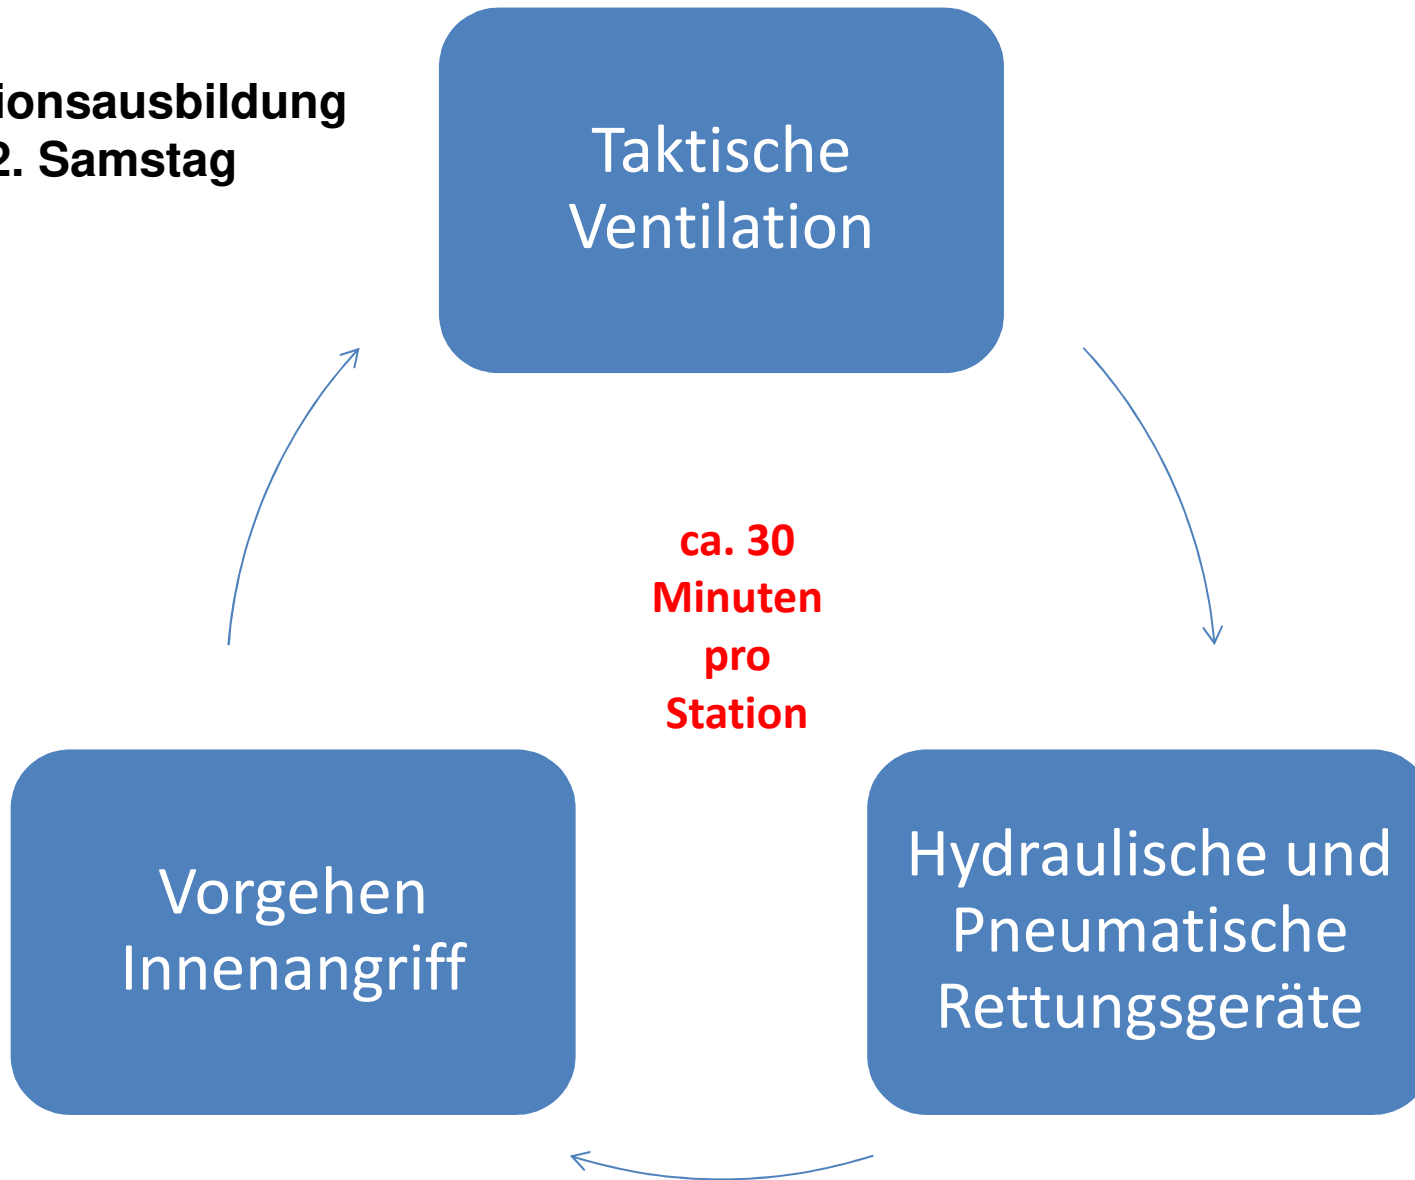 ionsausbildung
2. Samstag
Taktische
Ventilation
ca. 30
Minuten
pro
Station
Vorgehen
Innenangriff
Hydraulische und
Pneumatische
Rettungsgeräte